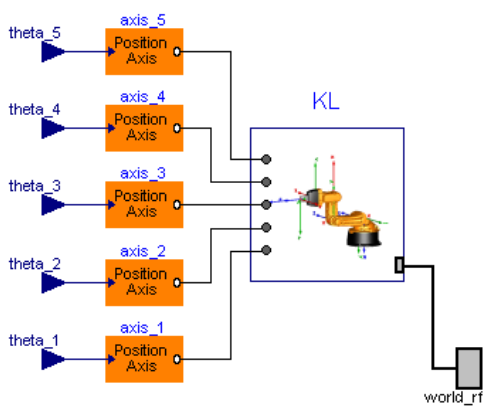 theta_5
axis_5
Position
Axis
theta_4
axis_4
Position
Axis
KL
theta_3
axis_3
Position
Axis
theta_2
axis_2
Position
Axis
theta_1
axis_1
Position
Axis
world_rf